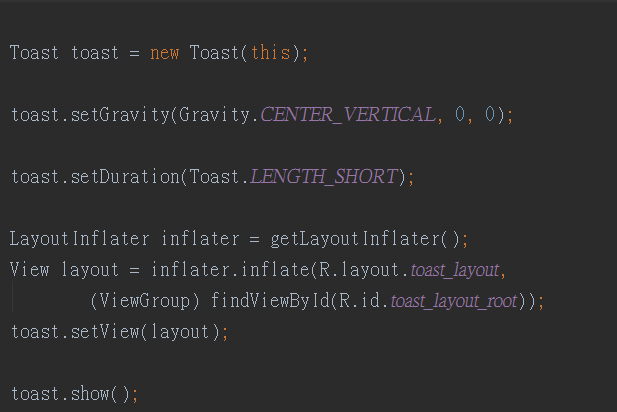 Toast toast = new Toast(this);
toast.setGravity(Gravity.CENTER_VERTICAL, 0, 0);
toast.setDuration(Toast.LENGTH_SHORT);
LayoutInflater inflater = getLayoutInflater();
View layout = inflater.inflate(R.layout.toast_layout,
(ViewGroup) findViewById(R.id.toast_layout_root));
toast.setView(layout);
toast.show();